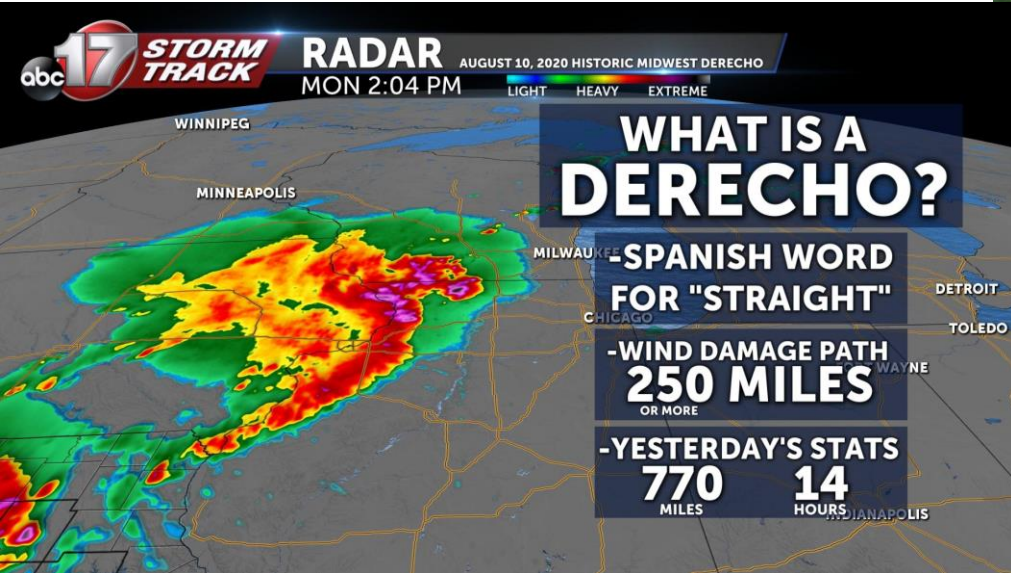 abc 17 STORM TRACK
RADAR
AUGUST 10, 2020 HISTORIC MIDWEST DERECHO
MON 2:04 PM
LIGHT HEAVY EXTREME
WINNIPEG
MINNEAPOLIS
WHAT IS A
DERECHO?
MILWAUKEE
-SPANISH WORD
FOR "STRAIGHT"
DETROIT
CHICAGO
TOLEDO
-WIND DAMAGE PATH
WAYNE
250 MILES
OR MORE
-YESTERDAY'S STATS
770 14
MILES HOURS
INDIANAPOLIS